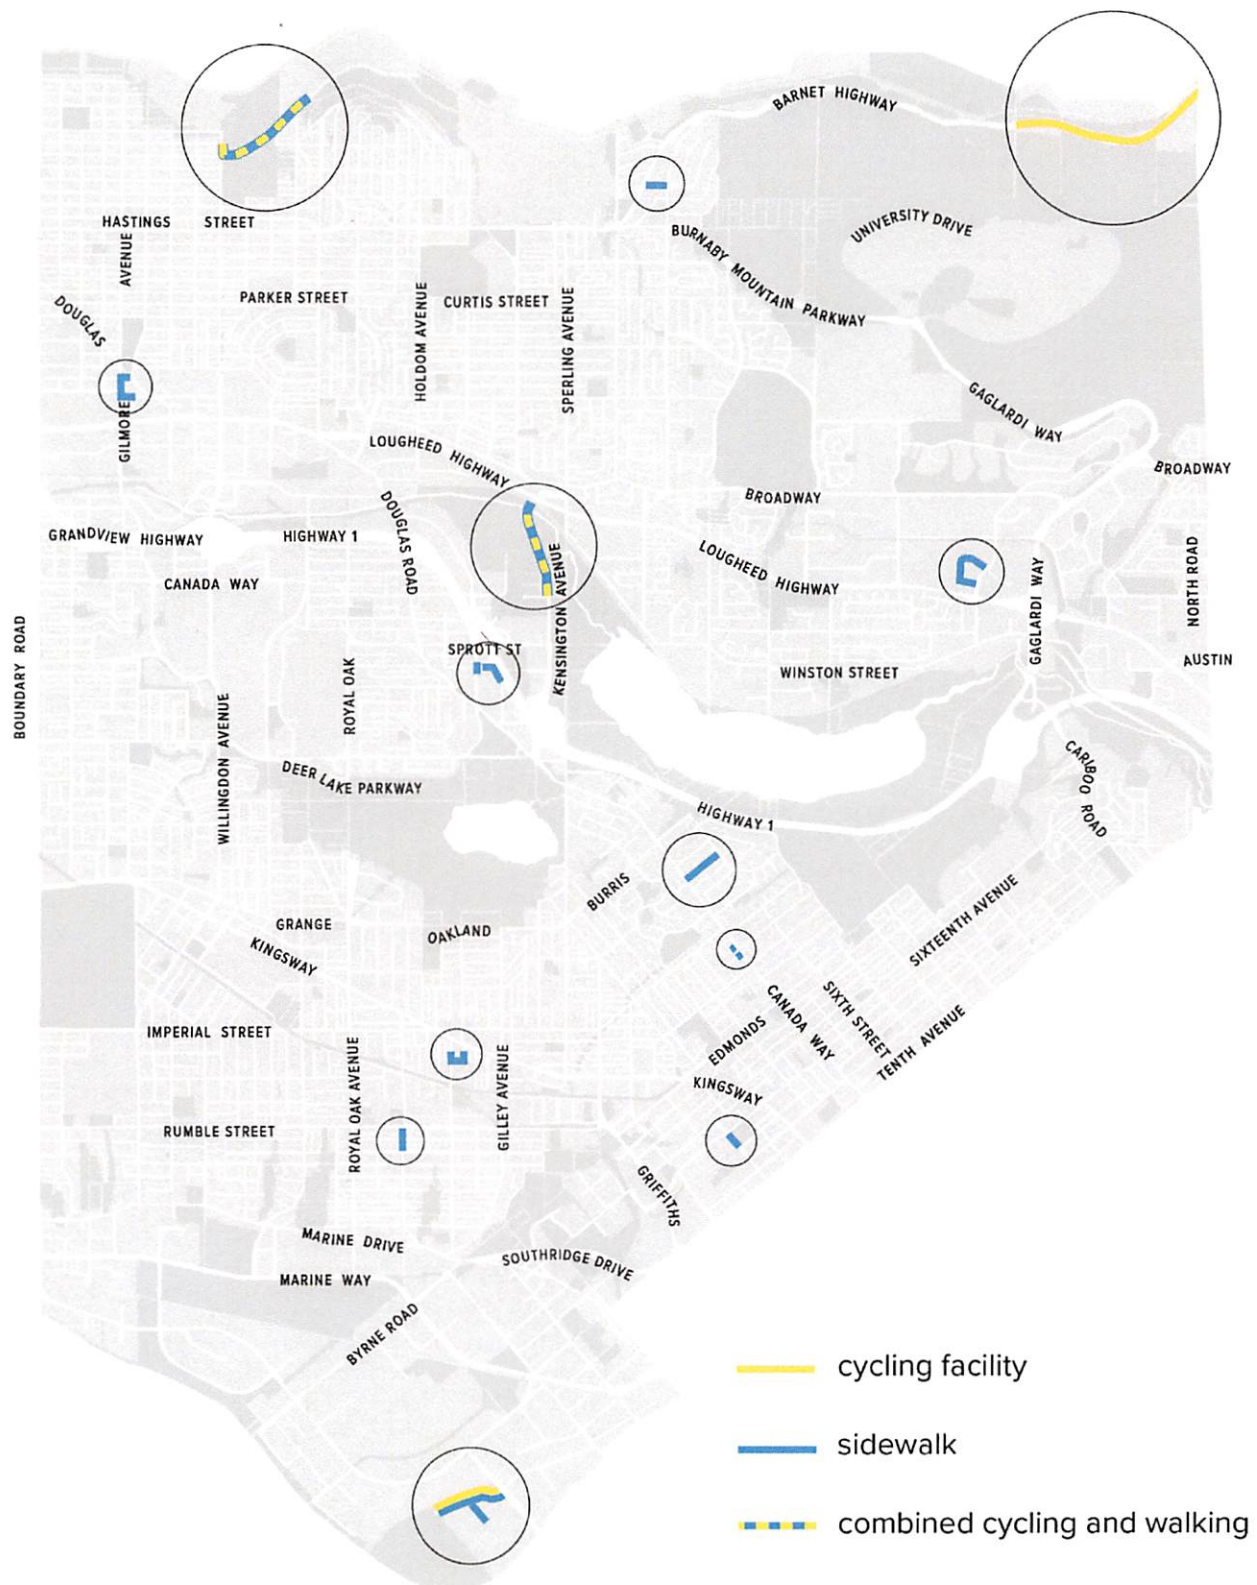 BARNET HIGHWAY
HASTINGS STREET
AVENUE
UNIVERSITY DRIVE
BURNABY MOUNTAIN PARKWAY
DOUGLAS
PARKER STREET
HOLDOM AVENUE
CURTIS STREET
SPERLING AVENUE
GILMORE
GAGLARDI WAY
LOUGHEED HIGHWAY
BROADWAY
BROADWAY
GRANDVIEW HIGHWAY
HIGHWAY 1
DOUGLAS ROAD
KENSINGTON AVENUE
LOUGHEED HIGHWAY
GAGLARDI WAY
NORTH ROAD
CANADA WAY
BOUNDARY ROAD
SPROTT ST
ROYAL OAK
WINSTON STREET
AUSTIN
WILLINGDON AVENUE
DEER LAKE PARKWAY
CARIBOO ROAD
HIGHWAY 1
BURRIS
GRANGE
OAKLAND
SIXTEENTH AVENUE
KINGSWAY
IMPERIAL STREET
EDMONDS
CANADA WAY
SIXTH STREET
TENTH AVENUE
ROYAL OAK AVENUE
GILLEY AVENUE
KINGSWAY
RUMBLE STREET
GRIFFITHS
MARINE DRIVE
SOUTHRIDGE DRIVE
MARINE WAY
BYRNE ROAD
cycling facility
sidewalk
combined cycling and walking